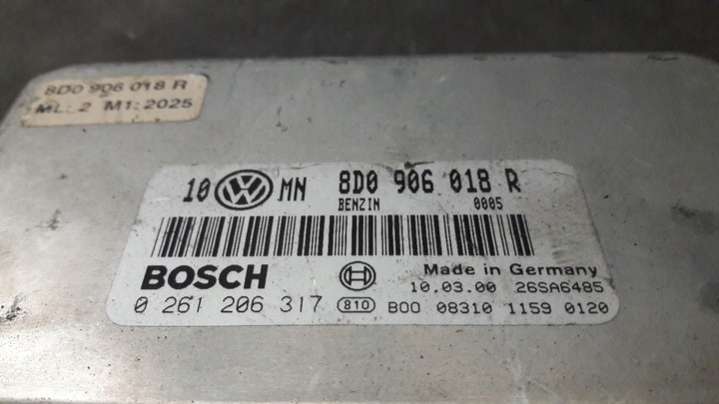 8D0 906 018 R
ML: 2 M1: 2025
10 VW MN 8D0 906 018 R
BENZIN 0005
BOSCH Made in Germany
10.03.00 26SA6485
0 261 206 317 810 B00 08310 1159 0120